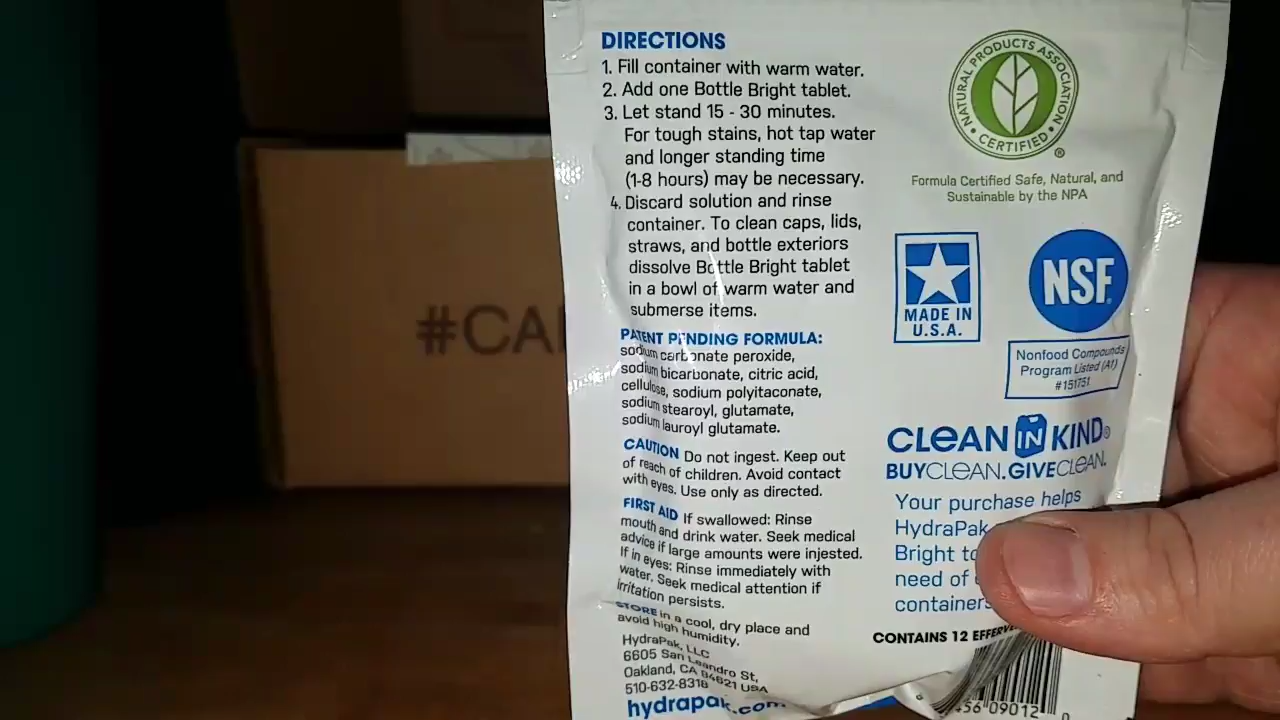 DIRECTIONS
1. Fill container with warm water.
2. Add one Bottle Bright tablet.
3. Let stand 15 - 30 minutes.
For tough stains, hot tap water
and longer standing time
(1-8 hours) may be necessary.
4. Discard solution and rinse
container. To clean caps, lids,
straws, and bottle exteriors
dissolve Bottle Bright tablet
in a bowl of warm water and
submerse items.
PATENT PENDING FORMULA:
sodium carbonate peroxide,
sodium bicarbonate, citric acid,
cellulose, sodium polyitaconate,
sodium stearoyl, glutamate,
sodium lauroyl glutamate.
CAUTION Do not ingest. Keep out
of reach of children. Avoid contact
with eyes. Use only as directed.
FIRST AID If swallowed: Rinse
mouth and drink water. Seek medical
advice if large amounts were injested.
If in eyes: Rinse immediately with
water, Seek medical attention if
irritation persists.
STORE in a cool, dry place and
avoid high humidity.
HydraPak, LLC
6605 San Leandro St,
Oakland, CA 94621 USA
510-632-8318
hydrapak.com
NATURAL PRODUCTS ASSOCIATION
• CERTIFIED •
®
Formula Certified Safe, Natural, and
Sustainable by the NPA
MADE IN
U.S.A.
NSF
Nonfood Compounds
Program Listed (A1)
#151751
CLEAN IN KIND®
BUYCLEAN.GIVECLEAN.
Your purchase helps
HydraPak
Bright to
need of
containers
CONTAINS 12
56 09012
#CA